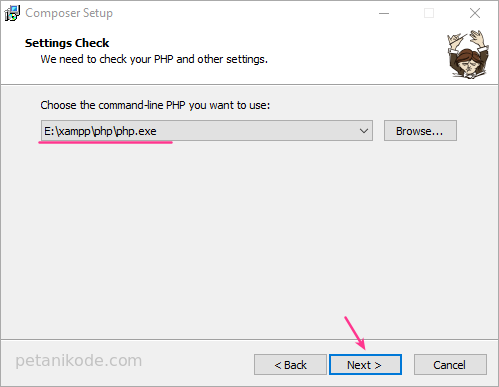 Composer Setup
Settings Check
We need to check your PHP and other settings.
Choose the command-line PHP you want to use:
E:\xampp\php\php.exe
Browse...
petanikode.com
< Back
Next >
Cancel